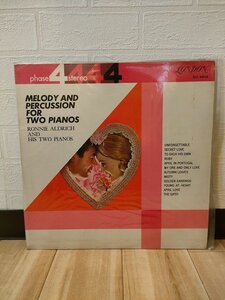 phase 4 stereo 4
LONDON
MELODY AND
PERCUSSION
FOR
TWO PIANOS
RONNIE ALDRICH
AND
HIS TWO PIANOS
UNFORGETTABLE
SECRET LOVE
TO EACH HIS OWN
RUBY
APRIL IN PORTUGAL
MY ONE AND ONLY LOVE
AUTUMN LEAVES
MISTY
GOLDEN EARRINGS
YOUNG AT HEART
APRIL LOVE
THE GYPSY